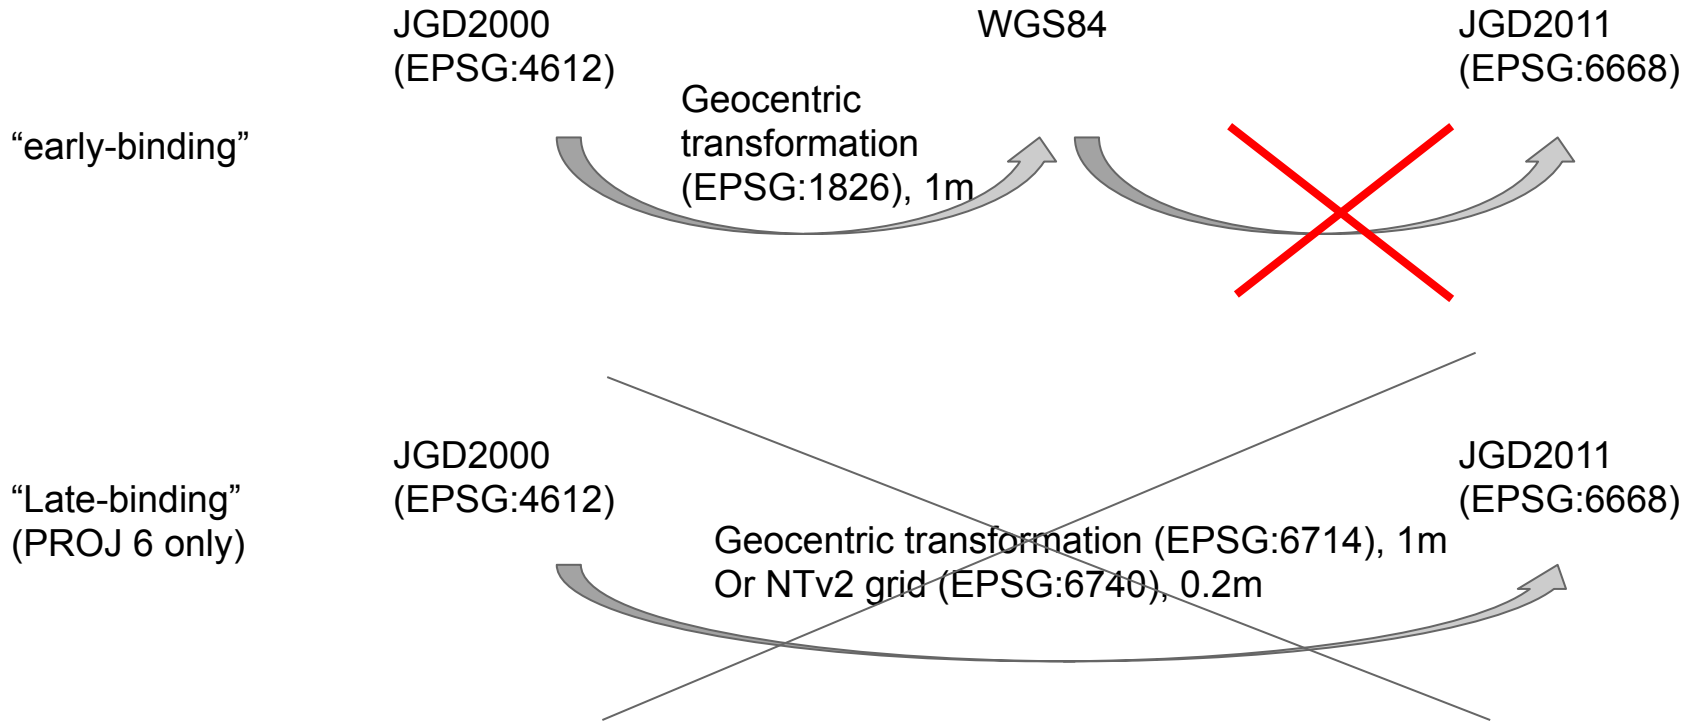 JGD2000
(EPSG:4612)
WGS84
JGD2011
(EPSG:6668)
“early-binding”
Geocentric
transformation
(EPSG:1826), 1m
JGD2000
(EPSG:4612)
JGD2011
(EPSG:6668)
“Late-binding”
(PROJ 6 only)
Geocentric transformation (EPSG:6714), 1m
Or NTv2 grid (EPSG:6740), 0.2m